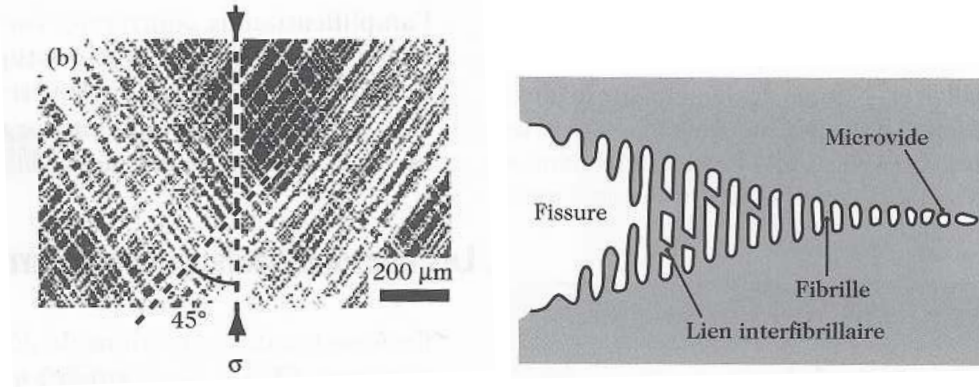 (b)
200 µm
45°
σ
Microvide
Fissure
Fibrille
Lien interfibrillaire